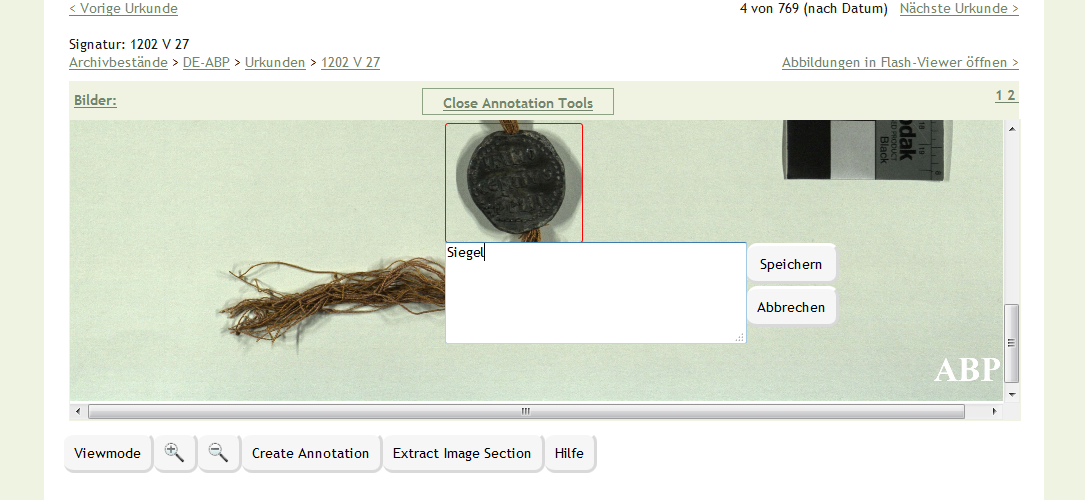 < Vorige Urkunde
4 von 769 (nach Datum) Nächste Urkunde >
Signatur: 1202 V 27
Archivbestände > DE-ABP > Urkunden > 1202 V 27
Abbildungen in Flash-Viewer öffnen >
Bilder:
Close Annotation Tools
1 2
odak
PRODUCT
Black
Siegel
Speichern
Abbrechen
ABP
Viewmode
Create Annotation
Extract Image Section
Hilfe